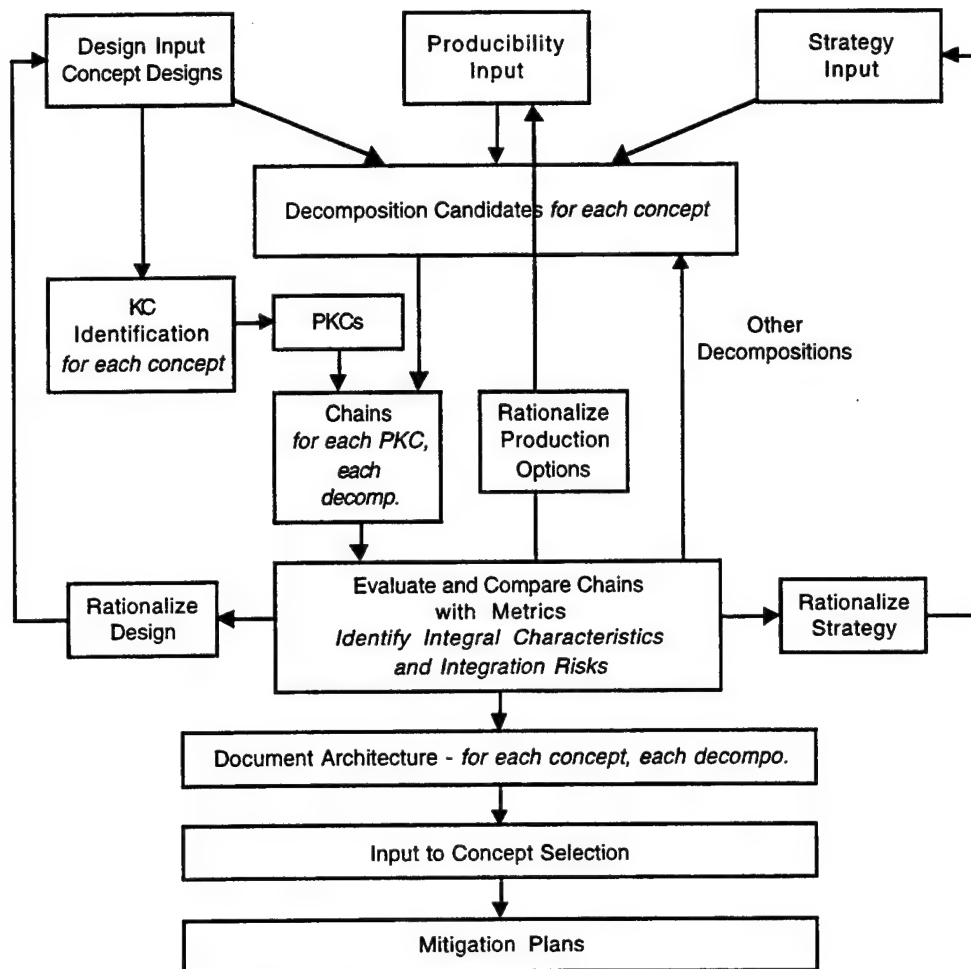 Design Input
Concept Designs
Producibility
Input
Strategy
Input
Decomposition Candidates for each concept
KC
Identification
for each concept
PKCs
Other
Decompositions
Chains
for each PKC,
each
decomp.
Rationalize
Production
Options
Rationalize
Design
Evaluate and Compare Chains
with Metrics
Identify Integral Characteristics
and Integration Risks
Rationalize
Strategy
Document Architecture - for each concept, each decompo.
Input to Concept Selection
Mitigation Plans